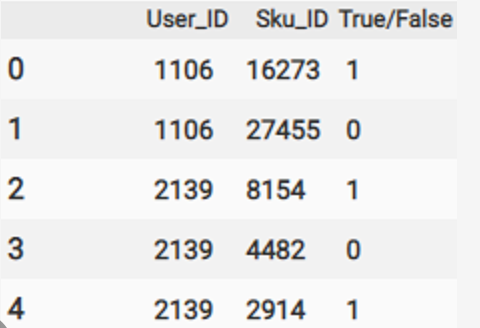 User_ID Sku_ID True/False
0 1106 16273 1
1 1106 27455 0
2 2139 8154 1
3 2139 4482 0
4 2139 2914 1